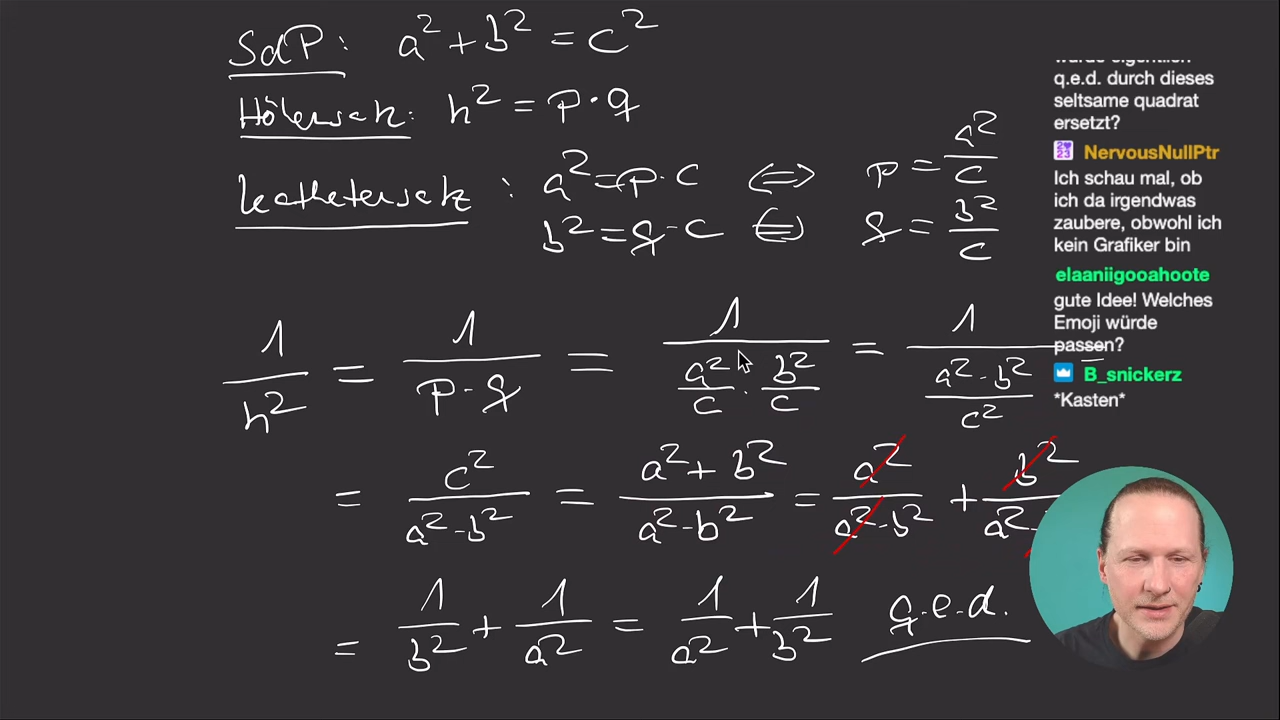 SdP: a² + b² = c²
Höhensatz: h² = p · q
Kathetensatz: a² = p · c ⇔ p = a²/c
b² = q · c ⇔ q = b²/c
1/h² = 1/(p · q) = 1/(a²/c · b²/c) = 1/((a² · b²)/c²)
= c²/(a² · b²) = (a² + b²)/(a² · b²) = a²/(a² · b²) + b²/(a² ·
= 1/b² + 1/a² = 1/a² + 1/b² q.e.d.
q.e.d. durch dieses
seltsame quadrat
ersetzt?
NervousNullPtr
Ich schau mal, ob
ich da irgendwas
zaubere, obwohl ich
kein Grafiker bin
elaaniigooahoote
gute Idee! Welches
Emoji würde
passen?
B_snickerz
*Kasten*